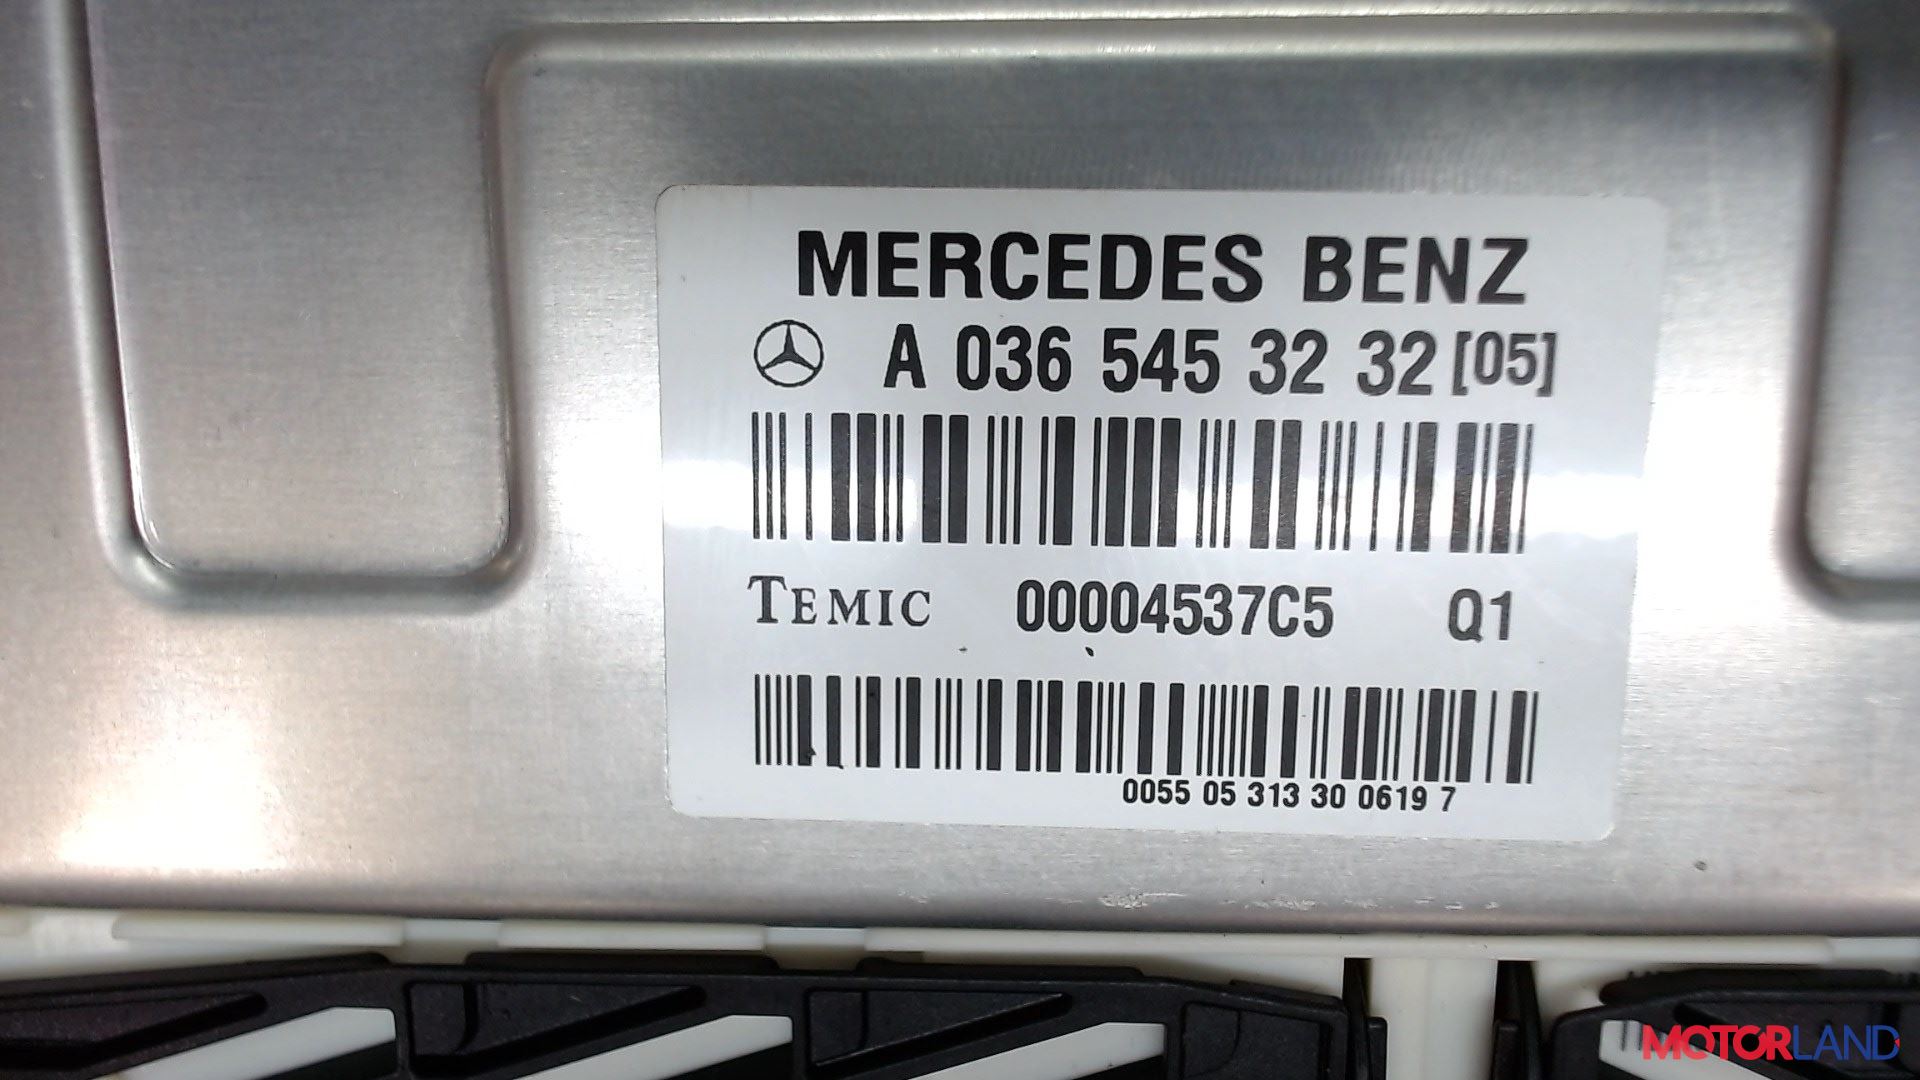 MERCEDES BENZ
A 036 545 32 32 [05]
TEMIC 00004537C5 Q1
0055 05 313 30 0619 7
MOTORLAND